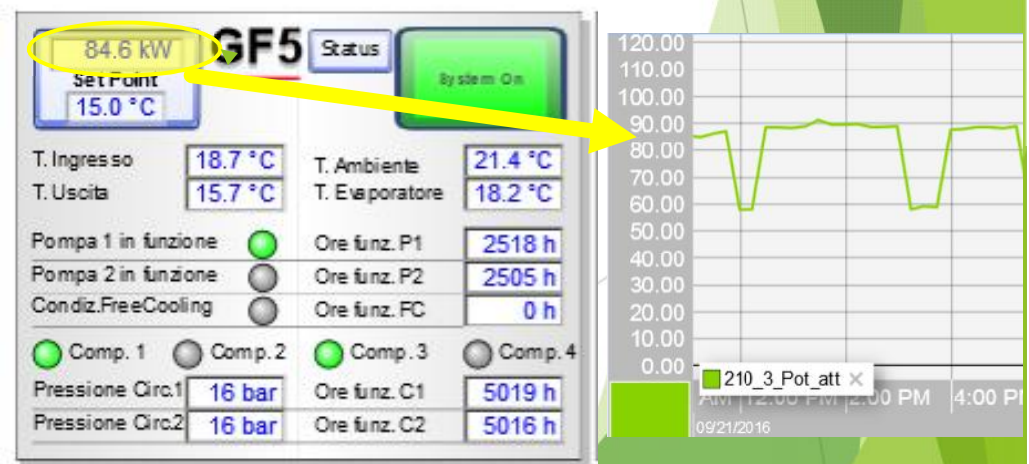 84.6 kW
GF5
Status
System On
Set Point
15.0 °C
T. Ingresso 18.7 °C
T. Ambiente 21.4 °C
T. Uscita 15.7 °C
T. Evaporatore 18.2 °C
Pompa 1 in funzione
Ore funz. P1 2518 h
Pompa 2 in funzione
Ore funz. P2 2505 h
Condiz.FreeCooling
Ore funz. FC 0 h
Comp. 1 Comp. 2 Comp. 3 Comp. 4
Pressione Circ.1 16 bar
Ore funz. C1 5019 h
Pressione Circ.2 16 bar
Ore funz. C2 5016 h
120.00
110.00
100.00
90.00
80.00
70.00
60.00
50.00
40.00
30.00
20.00
10.00
0.00
210_3_Pot_att ×
AM 12:00 PM 2:00 PM 4:00 PM
09/21/2016